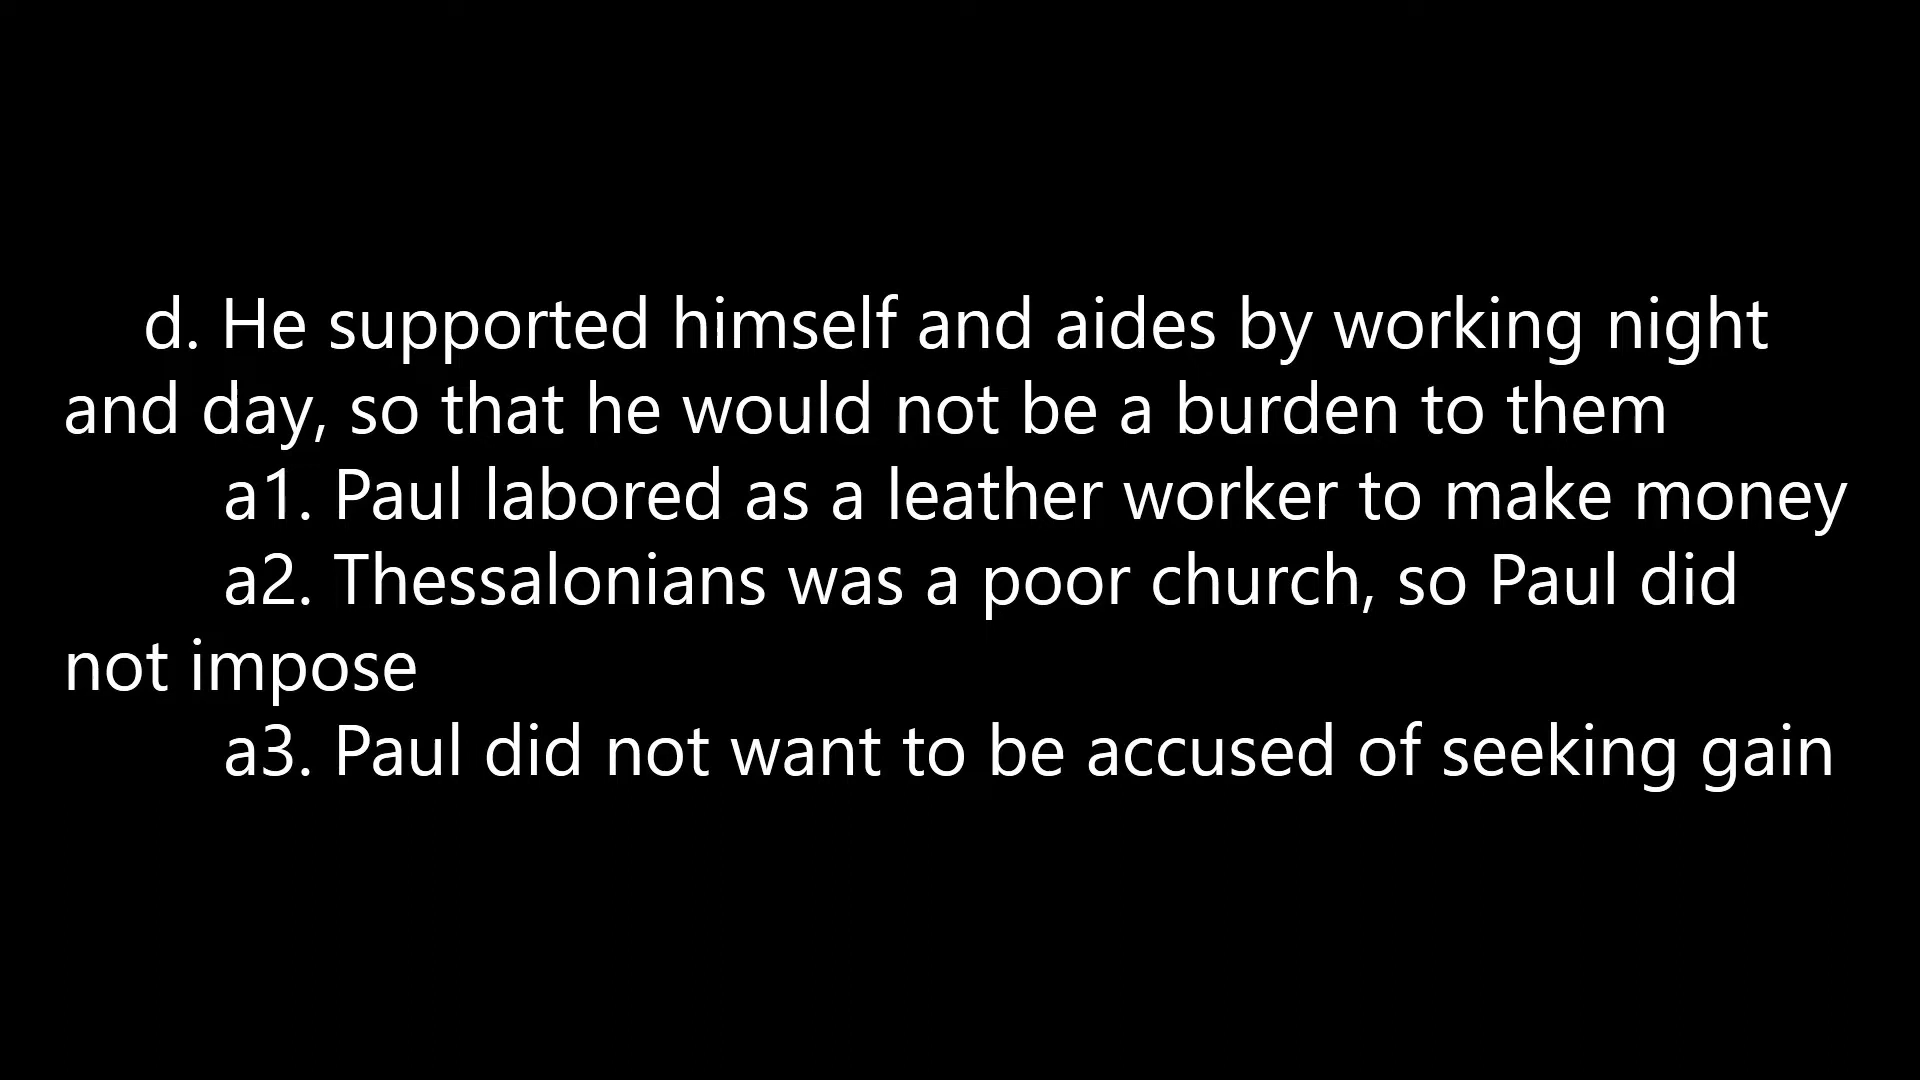 d. He supported himself and aides by working night
and day, so that he would not be a burden to them
a1. Paul labored as a leather worker to make money
a2. Thessalonians was a poor church, so Paul did
not impose
a3. Paul did not want to be accused of seeking gain